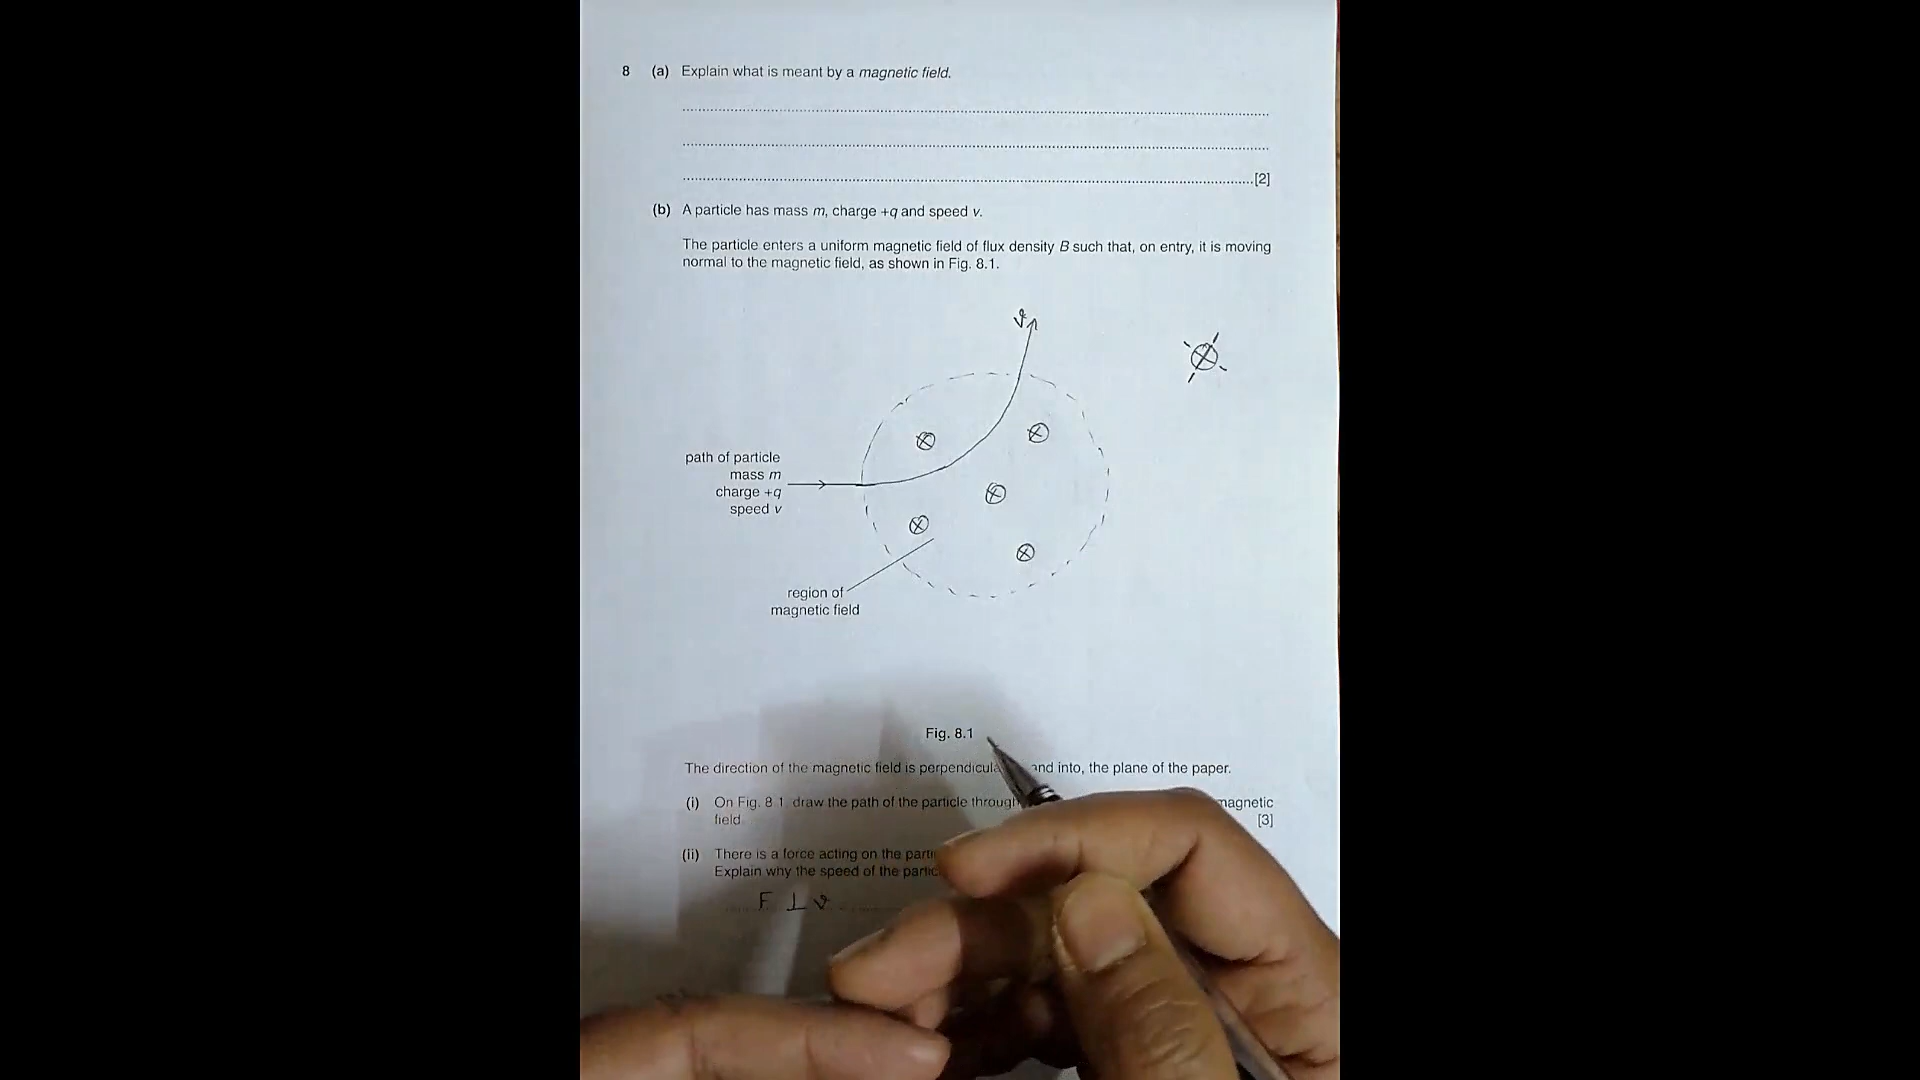 8 (a) Explain what is meant by a magnetic field.
[2]
(b) A particle has mass m, charge +q and speed v.
The particle enters a uniform magnetic field of flux density B such that, on entry, it is moving
normal to the magnetic field, as shown in Fig. 8.1.
v
path of particle
mass m
charge +q
speed v
region of
magnetic field
Fig. 8.1
The direction of the magnetic field is perpendicular and into, the plane of the paper.
(i) On Fig. 8.1 draw the path of the particle through magnetic
field. [3]
(ii) There is a force acting on the
Explain why the speed of the
F ⊥ v